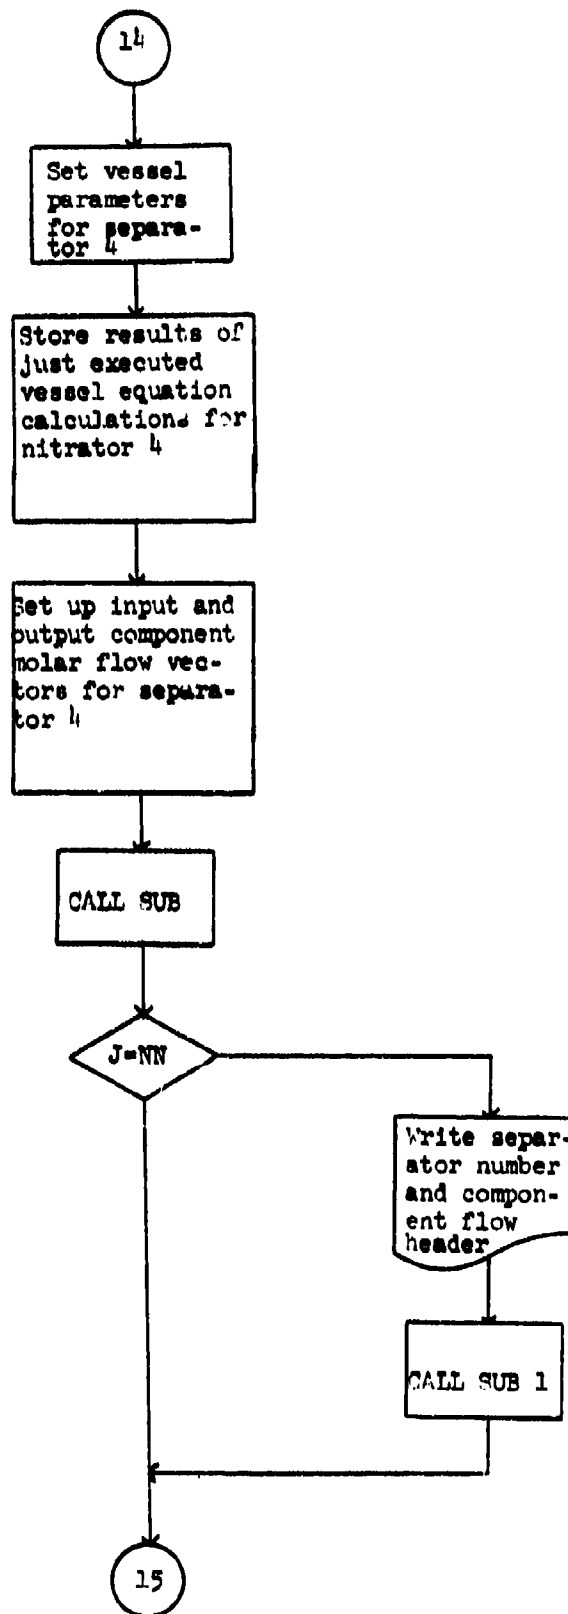 14
Set vessel
parameters
for separa-
tor 4
Store results of
just executed
vessel equation
calculations for
nitrator 4
Set up input and
output component
molar flow vec-
tors for separa-
tor 4
CALL SUB
J=NN
Write separ-
ator number
and compon-
ent flow
header
CALL SUB 1
15